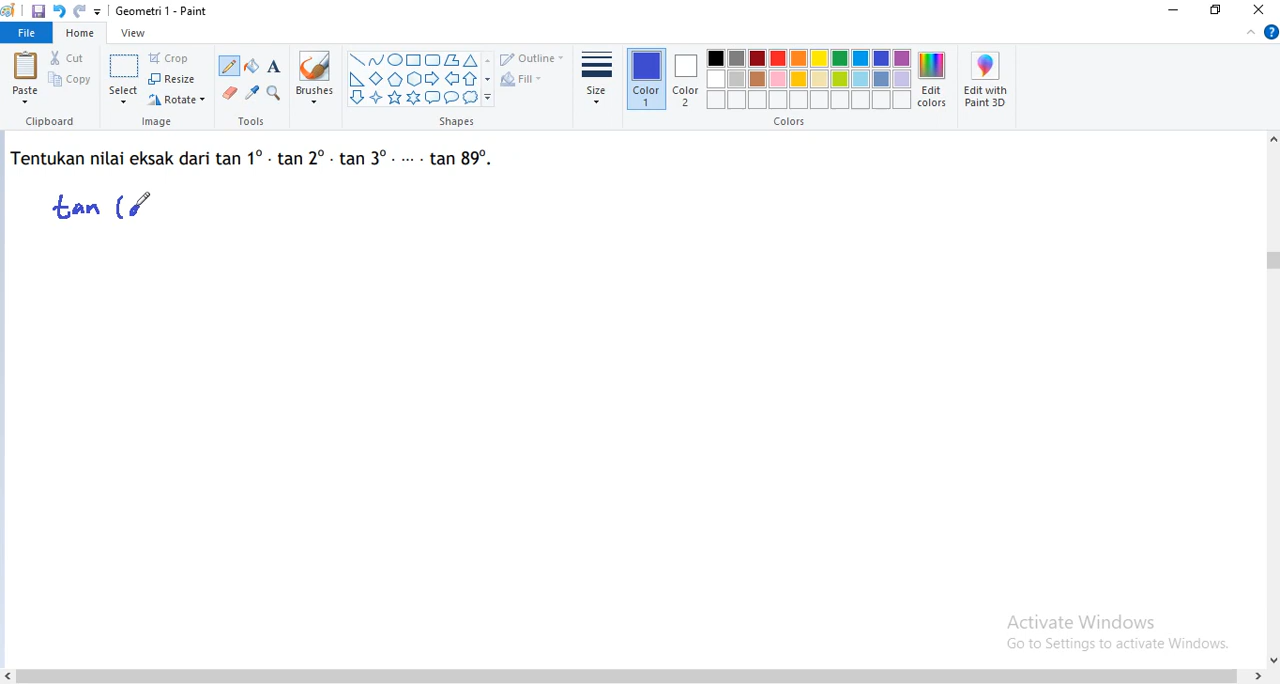 Geometri 1 - Paint
File Home View
Paste Cut Copy Select Crop Resize Rotate Brushes Outline Fill Size Color 1 Color 2 Edit colors Edit with Paint 3D
Clipboard Image Tools Shapes Colors
Tentukan nilai eksak dari tan 1° · tan 2° · tan 3° · ⋯ · tan 89°.
tan (
Activate Windows
Go to Settings to activate Windows.